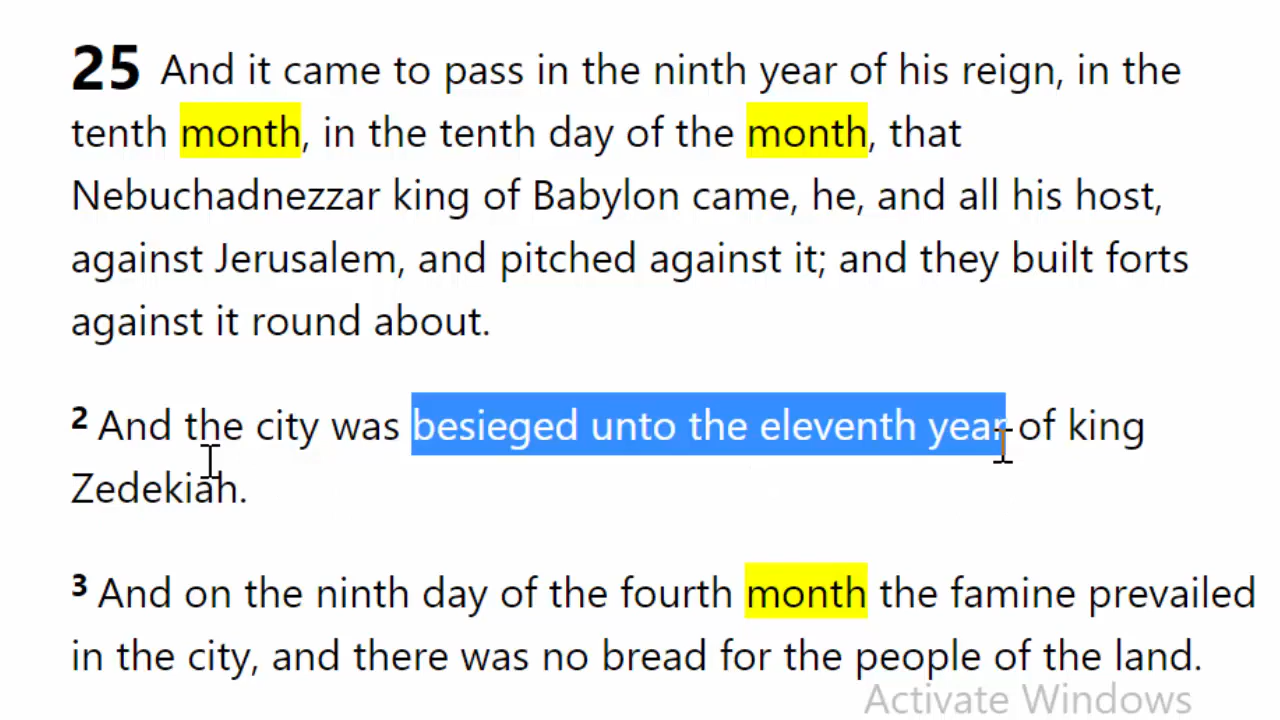 25 And it came to pass in the ninth year of his reign, in the
tenth month, in the tenth day of the month, that
Nebuchadnezzar king of Babylon came, he, and all his host,
against Jerusalem, and pitched against it; and they built forts
against it round about.
2 And the city was besieged unto the eleventh year of king
Zedekiah.
3 And on the ninth day of the fourth month the famine prevailed
in the city, and there was no bread for the people of the land.
Activate Windows